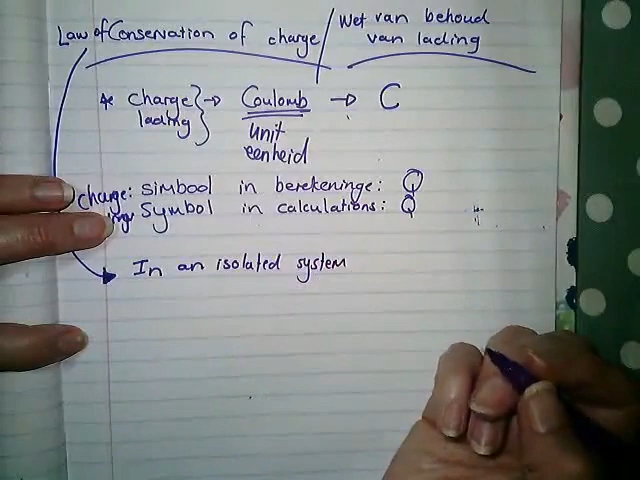 Law of Conservation of charge / Wet van behoud
van lading
* charge } → Coulomb → C
lading
unit
eenheid
charge: simbool in berekeninge: Q
symbol in calculations: Q
In an isolated system